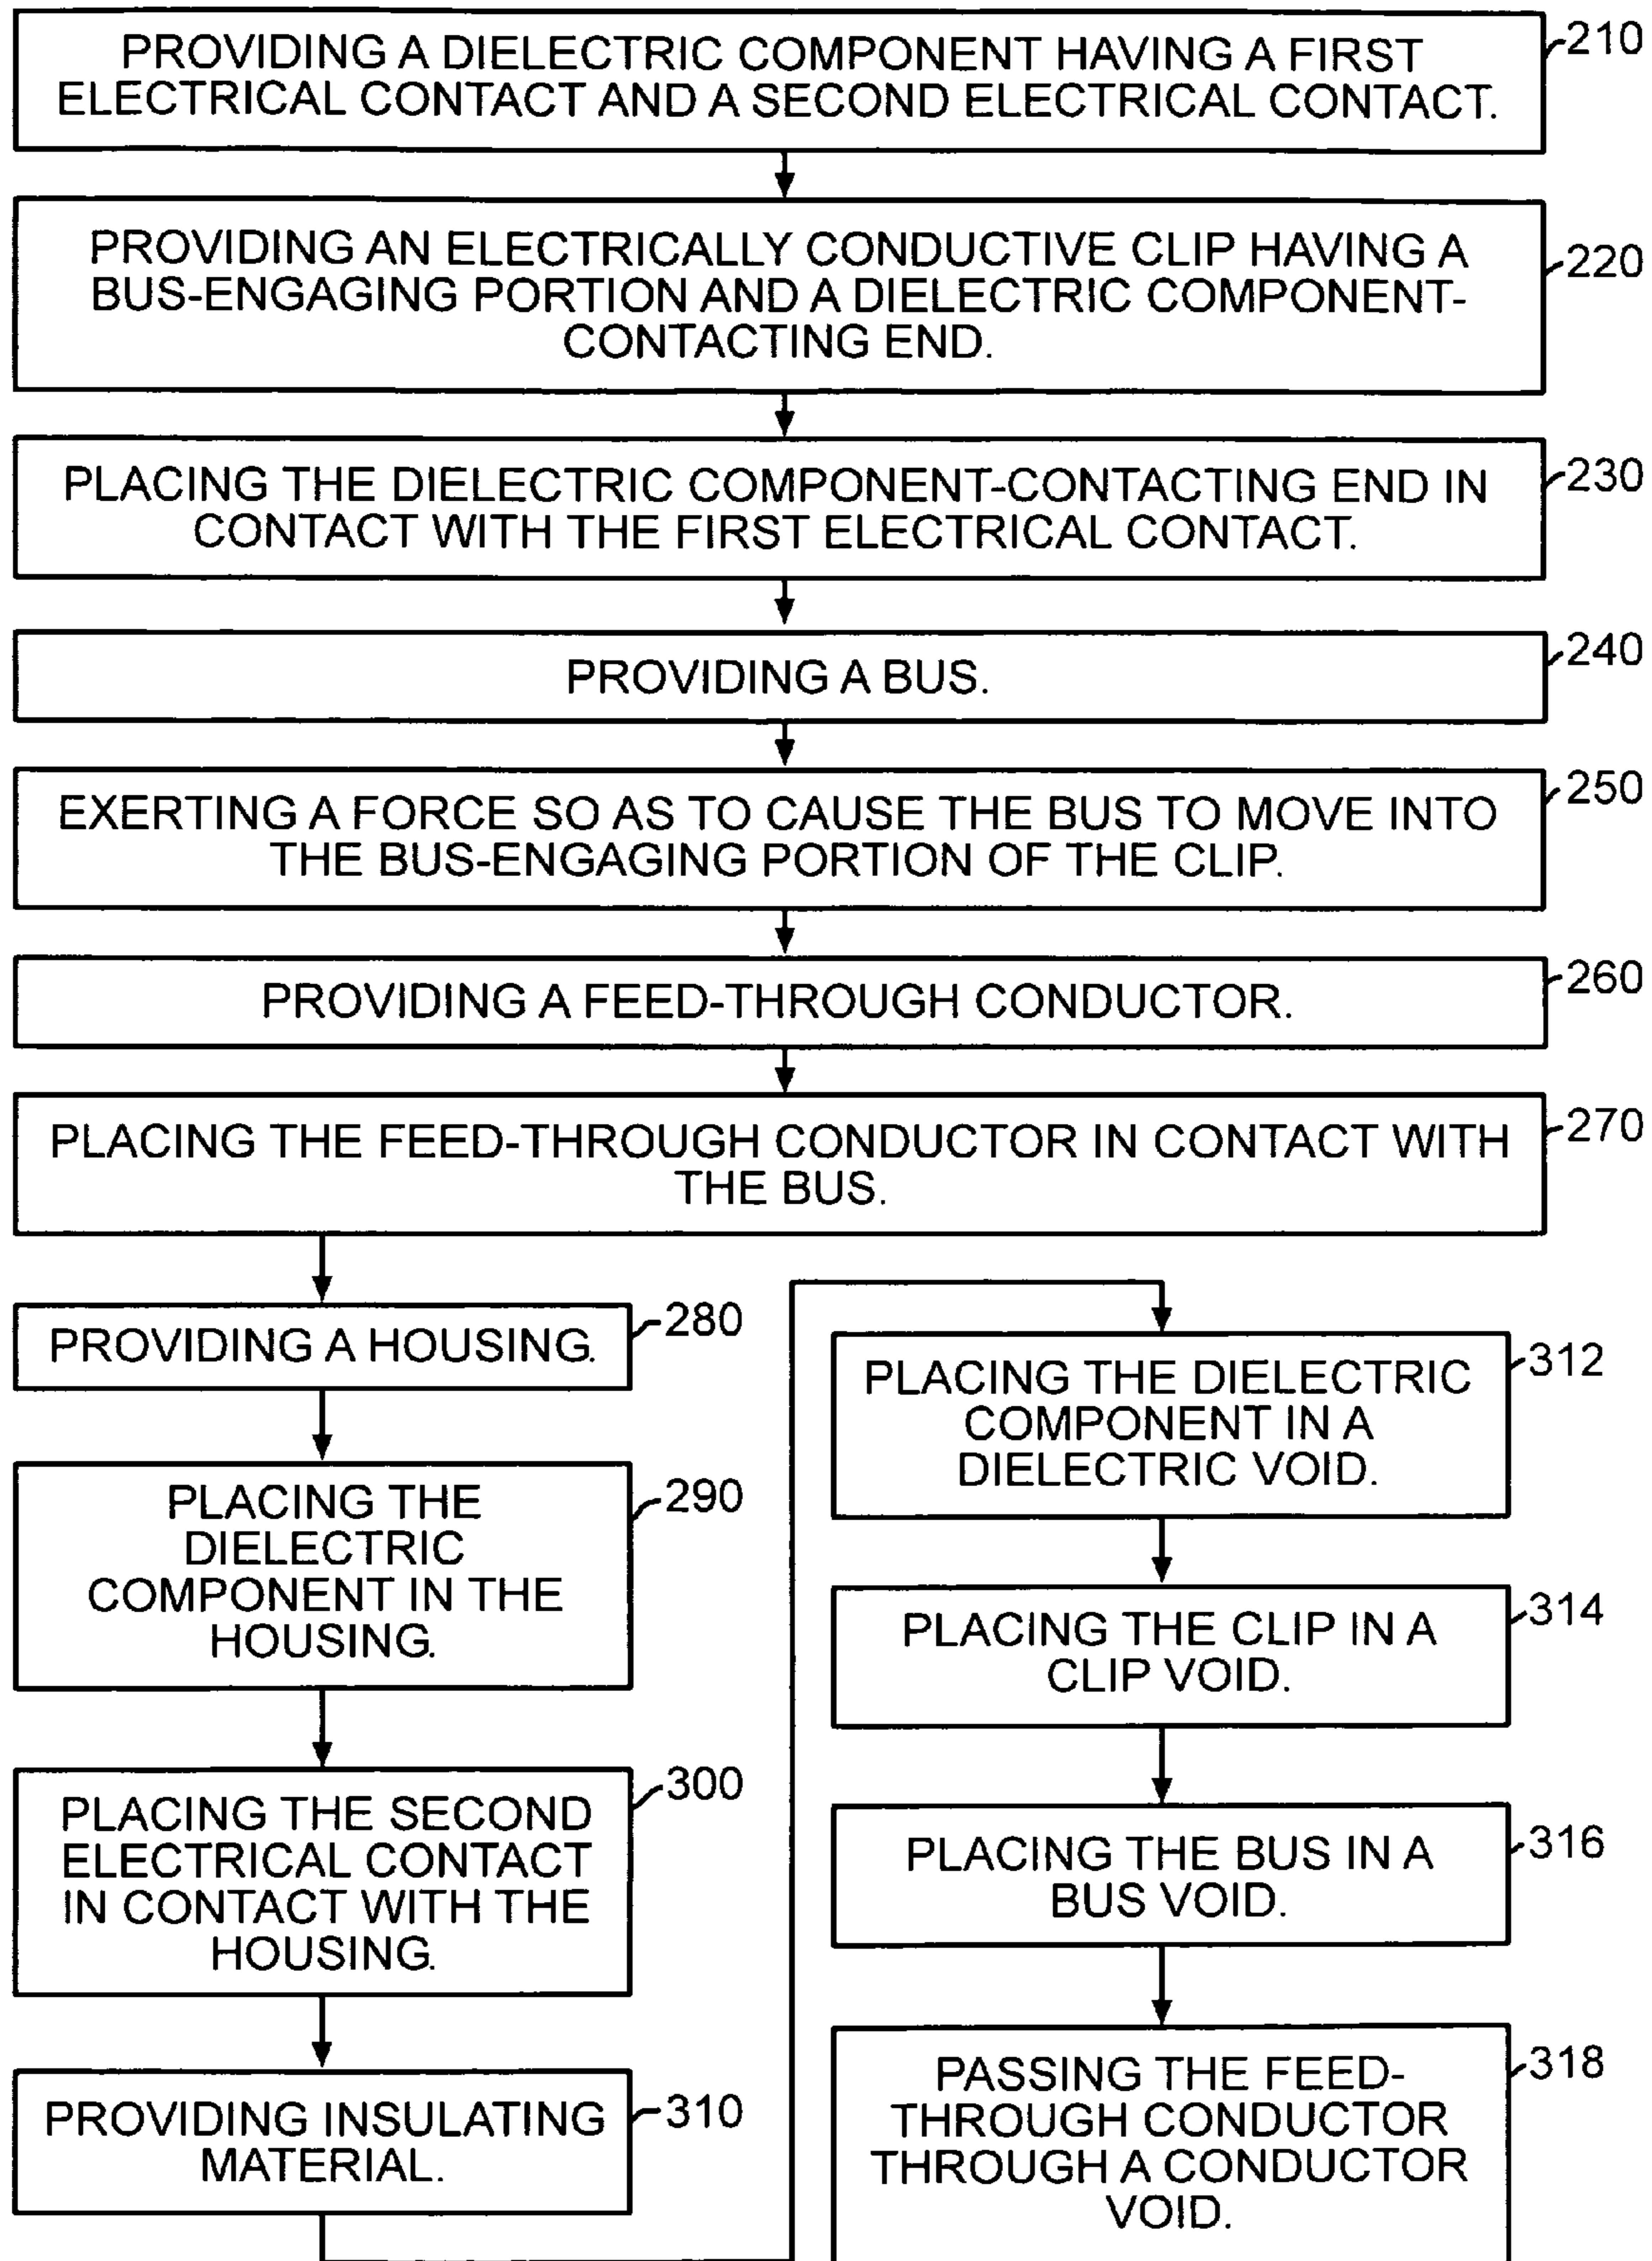 PROVIDING A DIELECTRIC COMPONENT HAVING A FIRST
ELECTRICAL CONTACT AND A SECOND ELECTRICAL CONTACT.
210
PROVIDING AN ELECTRICALLY CONDUCTIVE CLIP HAVING A
BUS-ENGAGING PORTION AND A DIELECTRIC COMPONENT-
CONTACTING END.
220
PLACING THE DIELECTRIC COMPONENT-CONTACTING END IN
CONTACT WITH THE FIRST ELECTRICAL CONTACT.
230
PROVIDING A BUS.
240
EXERTING A FORCE SO AS TO CAUSE THE BUS TO MOVE INTO
THE BUS-ENGAGING PORTION OF THE CLIP.
250
PROVIDING A FEED-THROUGH CONDUCTOR.
260
PLACING THE FEED-THROUGH CONDUCTOR IN CONTACT WITH
THE BUS.
270
PROVIDING A HOUSING.
280
PLACING THE
DIELECTRIC
COMPONENT IN THE
HOUSING.
290
PLACING THE SECOND
ELECTRICAL CONTACT
IN CONTACT WITH THE
HOUSING.
300
PROVIDING INSULATING
MATERIAL.
310
PLACING THE DIELECTRIC
COMPONENT IN A
DIELECTRIC VOID.
312
PLACING THE CLIP IN A
CLIP VOID.
314
PLACING THE BUS IN A
BUS VOID.
316
PASSING THE FEED-
THROUGH CONDUCTOR
THROUGH A CONDUCTOR
VOID.
318